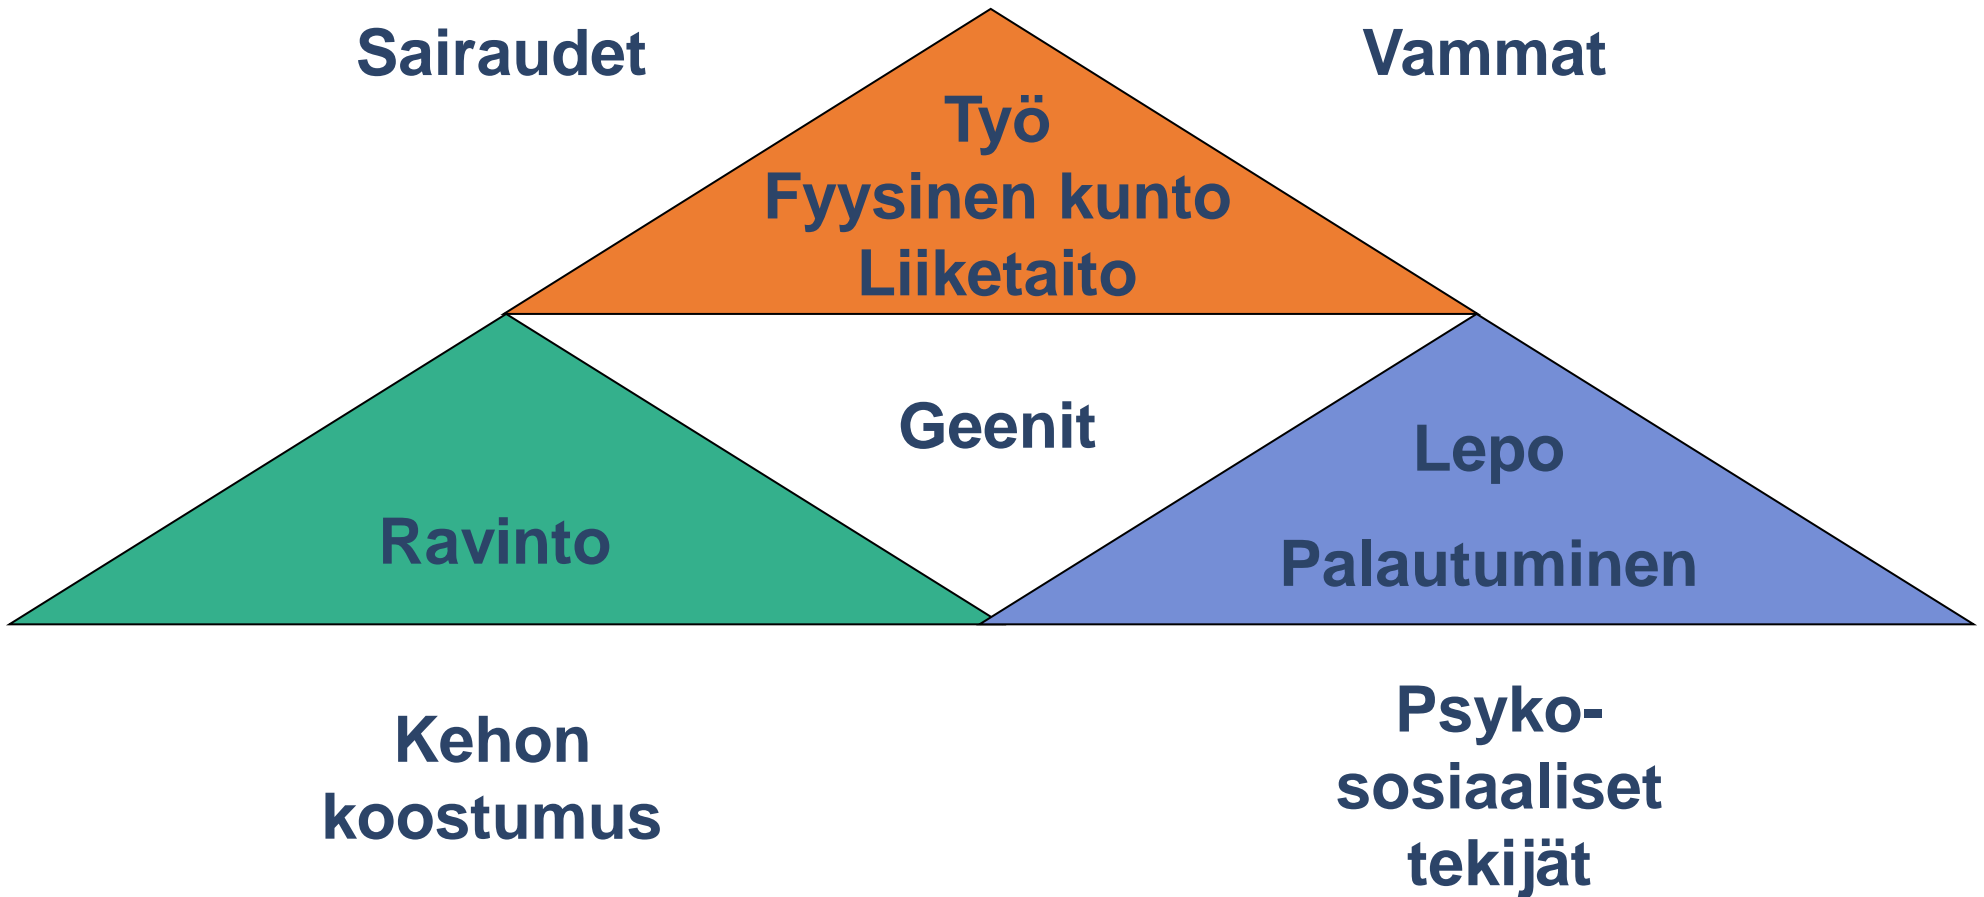 Sairaudet
Vammat
Työ
Fyysinen kunto
Liiketaito
Geenit
Ravinto
Lepo
Palautuminen
Kehon
koostumus
Psyko-
sosiaaliset
tekijät